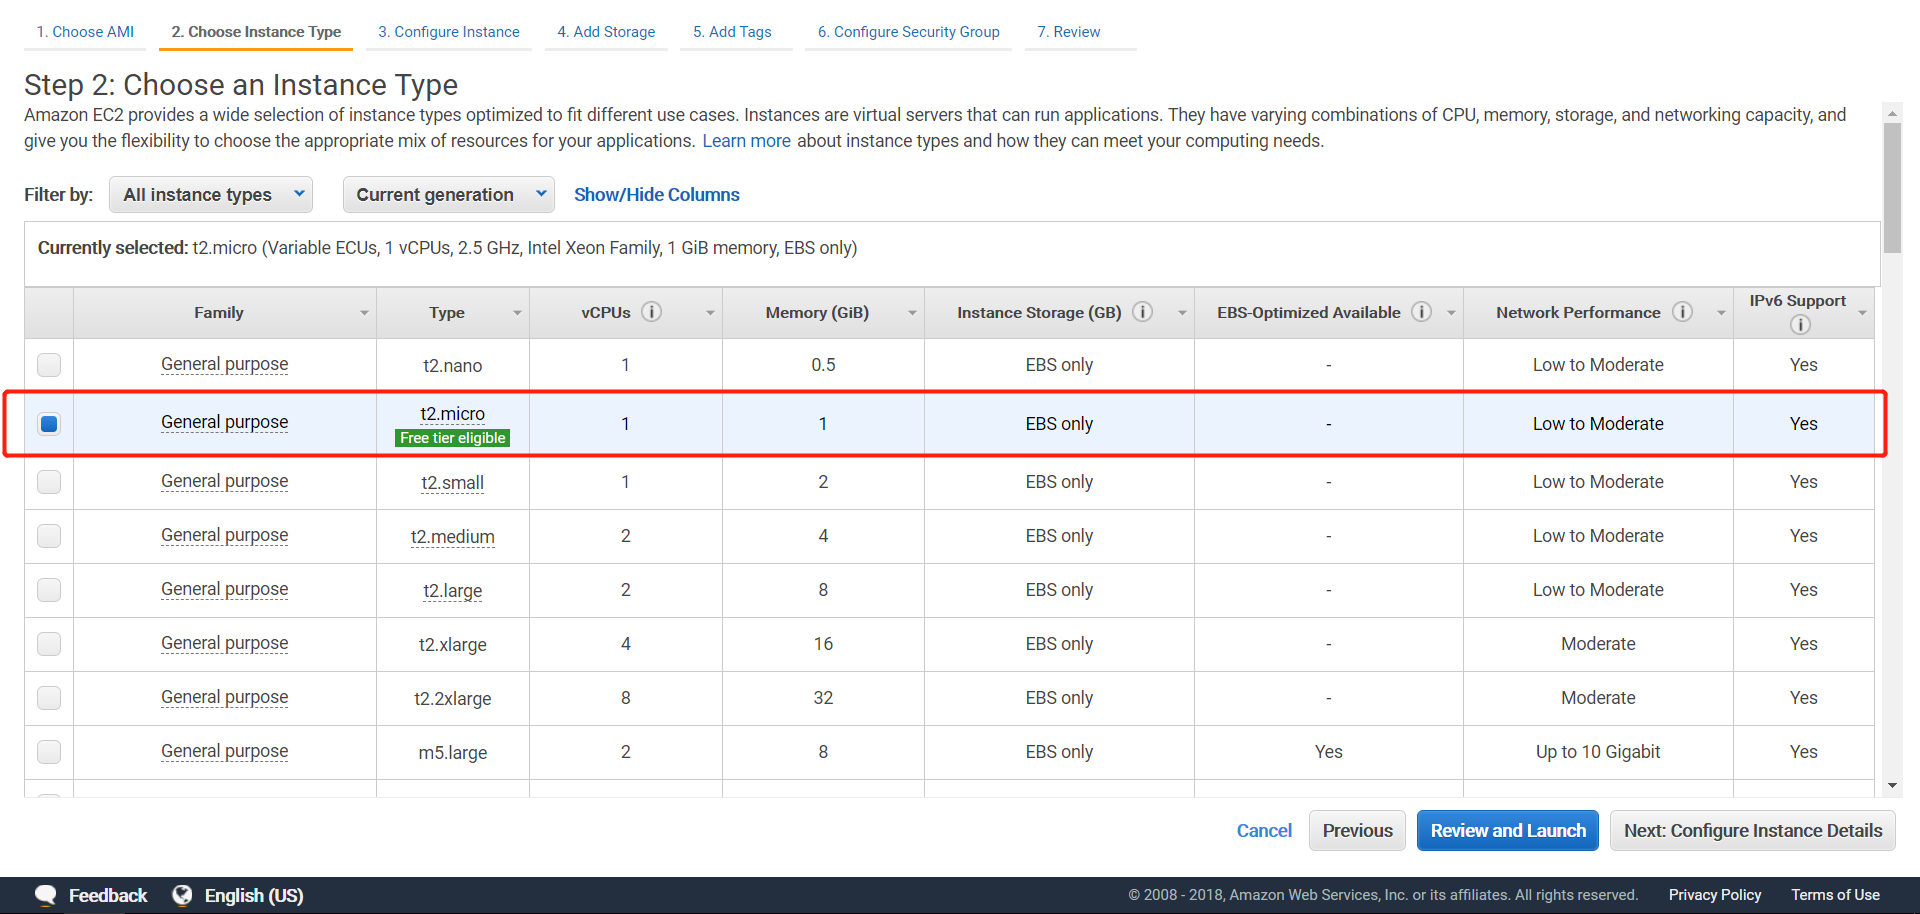 1. Choose AMI 2. Choose Instance Type 3. Configure Instance 4. Add Storage 5. Add Tags 6. Configure Security Group 7. Review
Step 2: Choose an Instance Type
Amazon EC2 provides a wide selection of instance types optimized to fit different use cases. Instances are virtual servers that can run applications. They have varying combinations of CPU, memory, storage, and networking capacity, and
give you the flexibility to choose the appropriate mix of resources for your applications. Learn more about instance types and how they can meet your computing needs.
Filter by: All instance types Current generation Show/Hide Columns
Currently selected: t2.micro (Variable ECUs, 1 vCPUs, 2.5 GHz, Intel Xeon Family, 1 GiB memory, EBS only)
Family Type vCPUs i Memory (GiB) Instance Storage (GB) i EBS-Optimized Available i Network Performance i IPv6 Support i
General purpose t2.nano 1 0.5 EBS only - Low to Moderate Yes
General purpose t2.micro 1 1 EBS only - Low to Moderate Yes
Free tier eligible
General purpose t2.small 1 2 EBS only - Low to Moderate Yes
General purpose t2.medium 2 4 EBS only - Low to Moderate Yes
General purpose t2.large 2 8 EBS only - Low to Moderate Yes
General purpose t2.xlarge 4 16 EBS only - Moderate Yes
General purpose t2.2xlarge 8 32 EBS only - Moderate Yes
General purpose m5.large 2 8 EBS only Yes Up to 10 Gigabit Yes
Cancel Previous Review and Launch Next: Configure Instance Details
Feedback English (US) © 2008 - 2018, Amazon Web Services, Inc. or its affiliates. All rights reserved. Privacy Policy Terms of Use